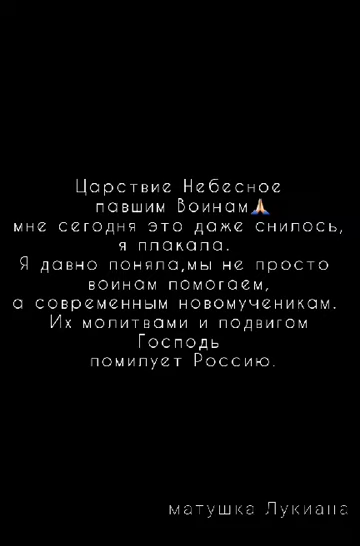 Царствие Небесное
павшим Воинам🙏🏻
мне сегодня это даже снилось,
я плакала.
Я давно поняла,мы не просто
воинам помогаем,
а современным новомученикам.
Их молитвами и подвигом
Господь
помилует Россию.
матушка Лукиана